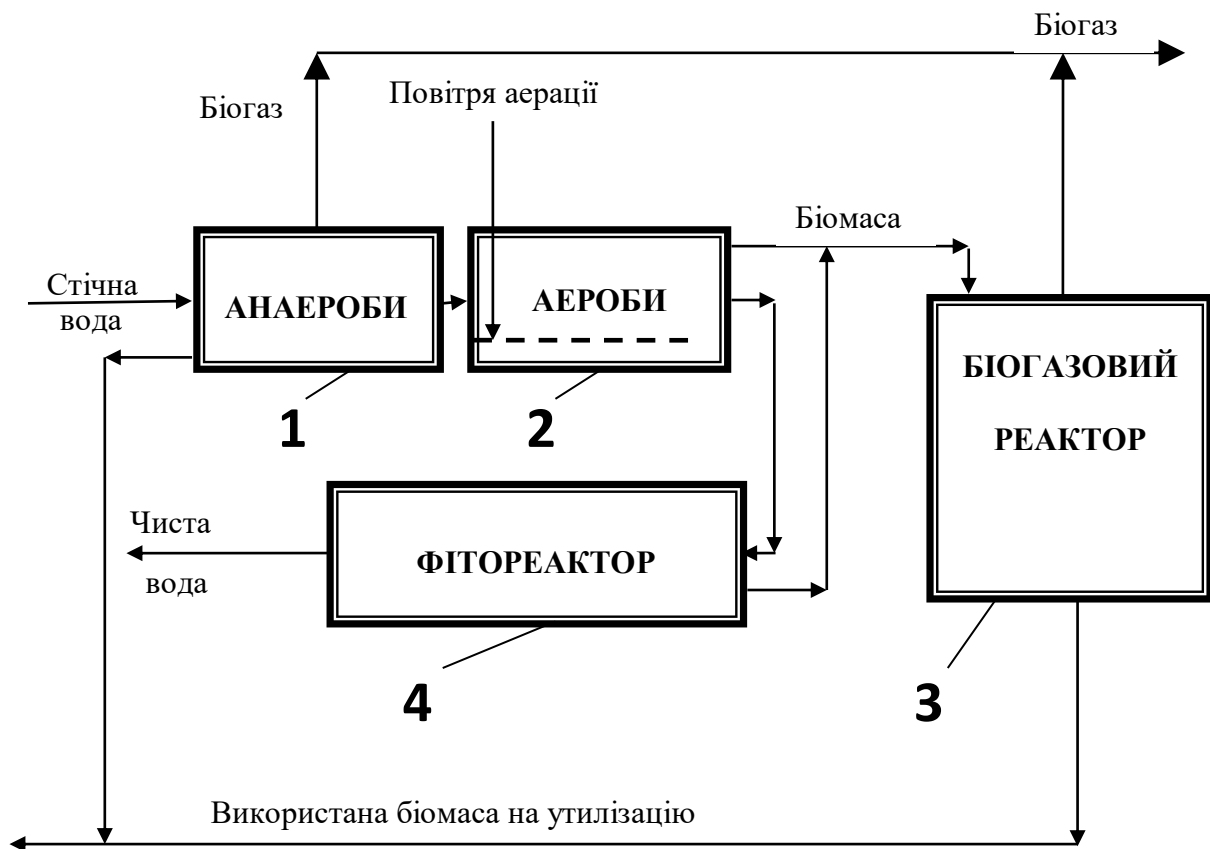 Біогаз
Біогаз
Повітря аерації
Біомаса
Стічна
вода
АНАЕРОБИ
АЕРОБИ
БІОГАЗОВИЙ
РЕАКТОР
1
2
Чиста
вода
ФІТОРЕАКТОР
4
3
Використана біомаса на утилізацію